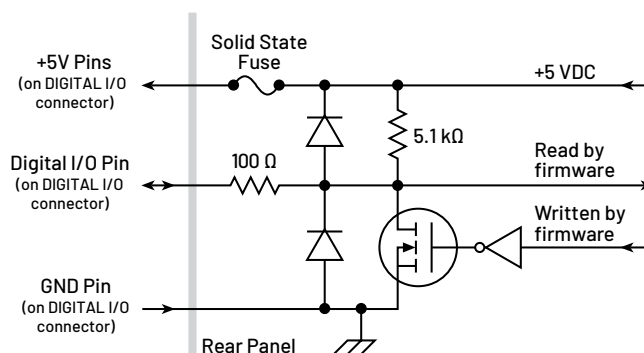 Solid State
Fuse
+5V Pins
(on DIGITAL I/O
connector)
+5 VDC
5.1 kΩ
Digital I/O Pin
(on DIGITAL I/O
connector)
100 Ω
Read by
firmware
Written by
firmware
GND Pin
(on DIGITAL I/O
connector)
Rear Panel